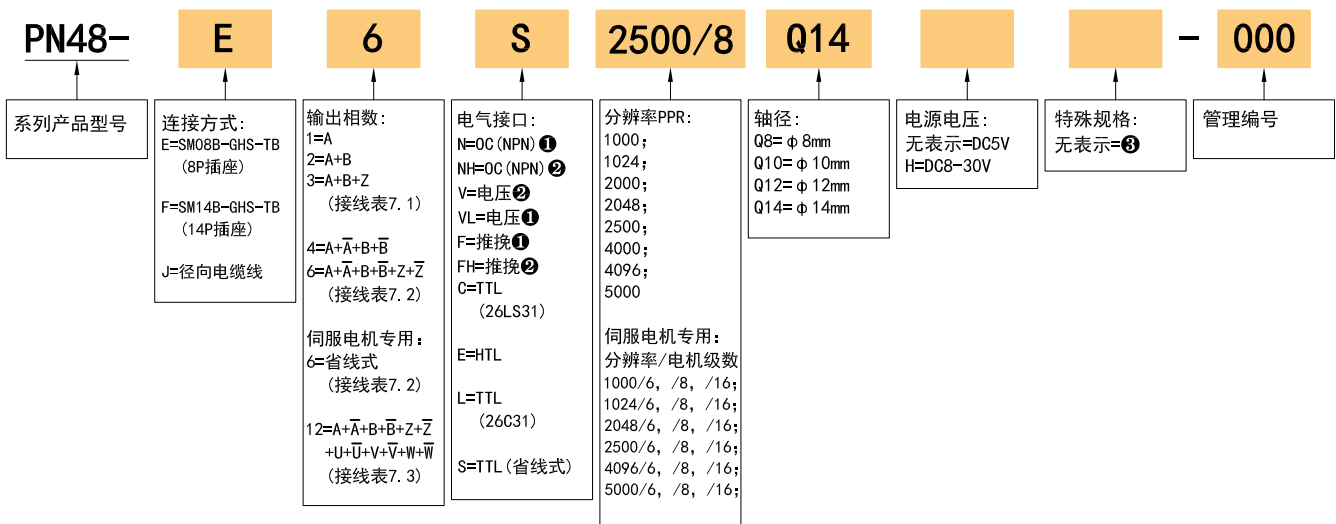 PN48- E 6 S 2500/8 Q14 - 000
系列产品型号
连接方式:
E=SM08B-GHS-TB
(8P插座)
F=SM14B-GHS-TB
(14P插座)
J=径向电缆线
输出相数:
1=A
2=A+B
3=A+B+Z
(接线表7.1)
4=A+A̅+B+B̅
6=A+A̅+B+B̅+Z+Z̅
(接线表7.2)
伺服电机专用:
6=省线式
(接线表7.2)
12=A+A̅+B+B̅+Z+Z̅
+U+U̅+V+V̅+W+W̅
(接线表7.3)
电气接口:
N=OC(NPN)❶
NH=OC(NPN)❷
V=电压❷
VL=电压❶
F=推挽❶
FH=推挽❷
C=TTL
(26LS31)
E=HTL
L=TTL
(26C31)
S=TTL(省线式)
分辨率PPR:
1000;
1024;
2000;
2048;
2500;
4000;
4096;
5000
伺服电机专用:
分辨率/电机级数
1000/6, /8, /16;
1024/6, /8, /16;
2048/6, /8, /16;
2500/6, /8, /16;
4096/6, /8, /16;
5000/6, /8, /16;
轴径:
Q8=φ8mm
Q10=φ10mm
Q12=φ12mm
Q14=φ14mm
电源电压:
无表示=DC5V
H=DC8-30V
特殊规格:
无表示=❸
管理编号